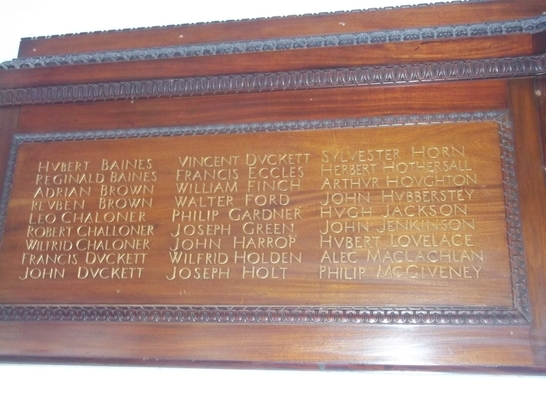 HVBERT BAINES
REGINALD BAINES
ADRIAN BROWN
REVBEN BROWN
LEO CHALONER
ROBERT CHALLONER
WILFRID CHALONER
FRANCIS DVCKETT
JOHN DVCKETT
VINCENT DVCKETT
FRANCIS ECCLES
WILLIAM FINCH
WALTER FORD
PHILIP GARDNER
JOSEPH GREEN
JOHN HARROP
WILFRID HOLDEN
JOSEPH HOLT
SYLVESTER HORN
HERBERT HOTHERSALL
ARTHVR HOVGHTON
JOHN HVBBERSTEY
HVGH JACKSON
JOHN JENKINSON
HVBERT LOVELACE
ALEC MACLACHLAN
PHILIP McGIVENEY